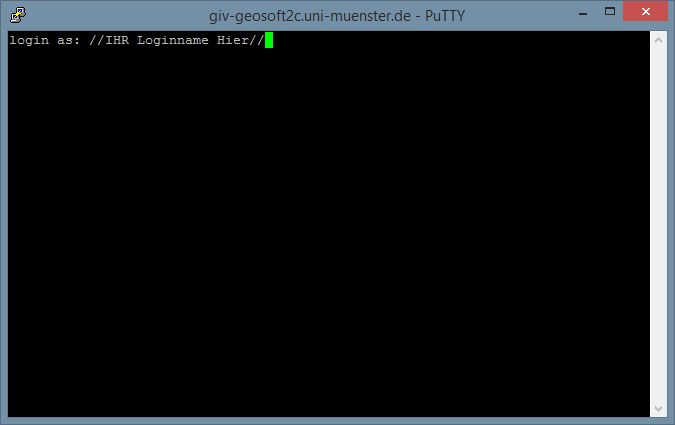 giv-geosoft2c.uni-muenster.de - PuTTY
login as: //IHR Loginname Hier//